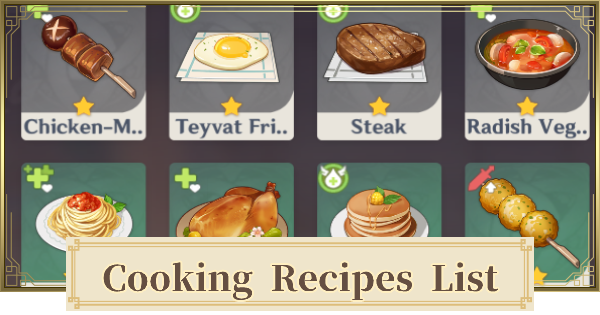 Chicken-M..
Teyvat Fri..
Steak
Radish Veg..
Cooking Recipes List